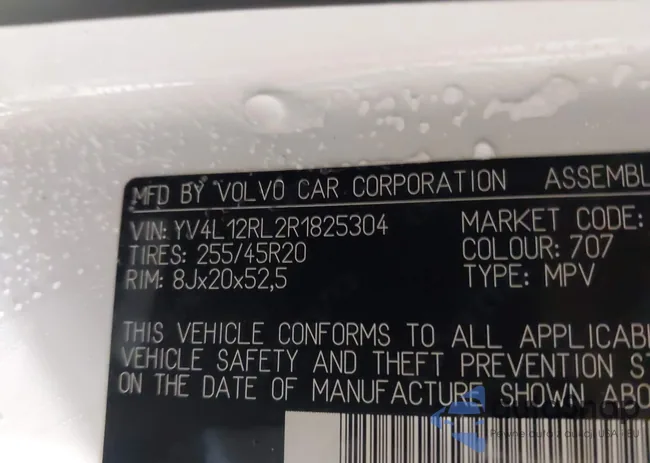 MFD BY VOLVO CAR CORPORATION ASSEMBL
VIN: YV4L12RL2R1825304 MARKET CODE:
TIRES: 255/45R20 COLOUR: 707
RIM: 8Jx20x52,5 TYPE: MPV
THIS VEHICLE CONFORMS TO ALL APPLICAB
VEHICLE SAFETY AND THEFT PREVENTION S
ON THE DATE OF MANUFACTURE SHOWN ABO